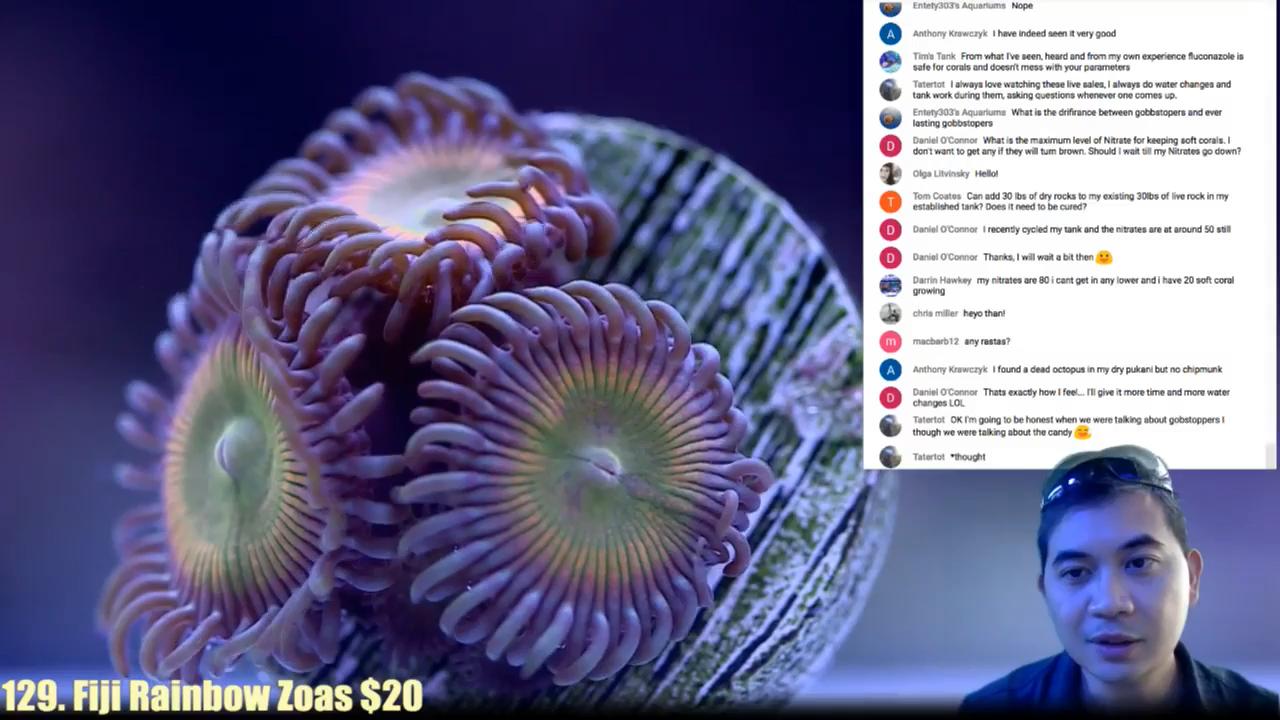 Entety303's Aquariums Nope
A
Anthony Krawczyk I have indeed seen it very good
Tim's Tank From what I've seen, heard and from my own experience fluconazole is
safe for corals and doesn't mess with your parameters
Tatertot I always love watching these live sales, I always do water changes and
tank work during them, asking questions whenever one comes up.
Entety303's Aquariums What is the drifirance between gobbstopers and ever
lasting gobbstopers
D
Daniel O'Connor What is the maximum level of Nitrate for keeping soft corals. I
don't want to get any if they will turn brown. Should I wait till my Nitrates go down?
Olga Litvinsky Hello!
T
Tom Coates Can add 30 lbs of dry rocks to my existing 30lbs of live rock in my
established tank? Does it need to be cured?
D
Daniel O'Connor I recently cycled my tank and the nitrates are at around 50 still
D
Daniel O'Connor Thanks, I will wait a bit then
Darrin Hawkey my nitrates are 80 i cant get in any lower and i have 20 soft coral
growing
chris miller heyo than!
m
macbarb12 any rastas?
A
Anthony Krawczyk I found a dead octopus in my dry pukani but no chipmunk
D
Daniel O'Connor Thats exactly how I feel... I'll give it more time and more water
changes LOL
Tatertot OK I'm going to be honest when we were talking about gobstoppers I
though we were talking about the candy
Tatertot *thought
129. Fiji Rainbow Zoas $20